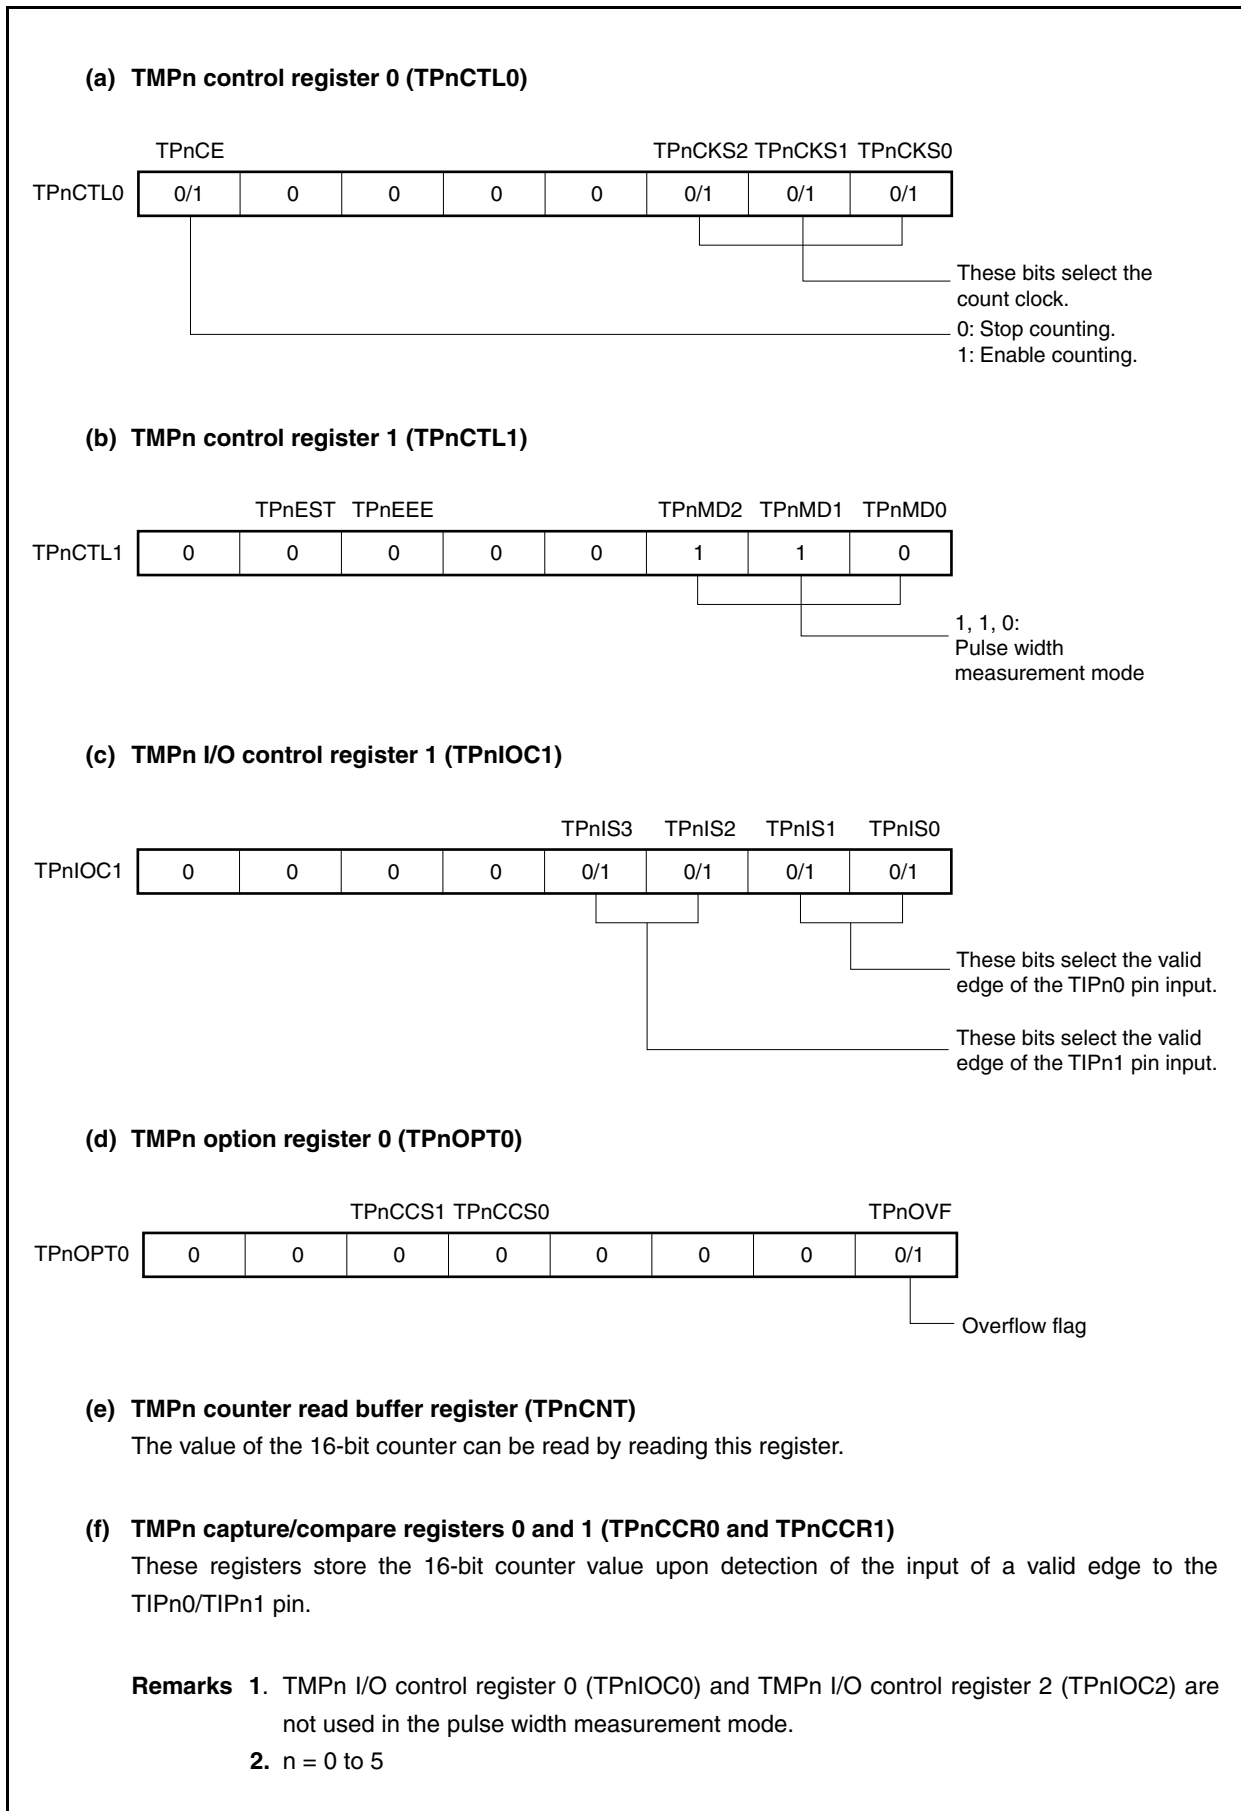 (a) TMPn control register 0 (TPnCTL0)
TPnCE TPnCKS2 TPnCKS1 TPnCKS0
TPnCTL0 0/1 0 0 0 0 0/1 0/1 0/1
These bits select the
count clock.
0: Stop counting.
1: Enable counting.
(b) TMPn control register 1 (TPnCTL1)
TPnEST TPnEEE TPnMD2 TPnMD1 TPnMD0
TPnCTL1 0 0 0 0 0 1 1 0
1, 1, 0:
Pulse width
measurement mode
(c) TMPn I/O control register 1 (TPnIOC1)
TPnIS3 TPnIS2 TPnIS1 TPnIS0
TPnIOC1 0 0 0 0 0/1 0/1 0/1 0/1
These bits select the valid
edge of the TIPn0 pin input.
These bits select the valid
edge of the TIPn1 pin input.
(d) TMPn option register 0 (TPnOPT0)
TPnCCS1 TPnCCS0 TPnOVF
TPnOPT0 0 0 0 0 0 0 0 0/1
Overflow flag
(e) TMPn counter read buffer register (TPnCNT)
The value of the 16-bit counter can be read by reading this register.
(f) TMPn capture/compare registers 0 and 1 (TPnCCR0 and TPnCCR1)
These registers store the 16-bit counter value upon detection of the input of a valid edge to the
TIPn0/TIPn1 pin.
Remarks 1. TMPn I/O control register 0 (TPnIOC0) and TMPn I/O control register 2 (TPnIOC2) are
not used in the pulse width measurement mode.
2. n = 0 to 5